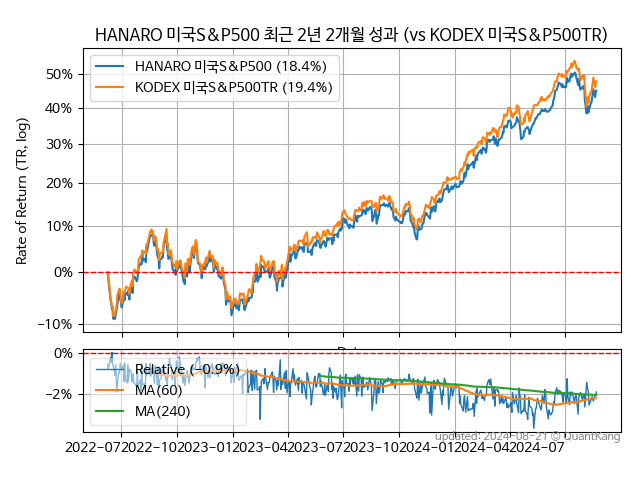 HANARO 미국S&P500 최근 2년 2개월 성과 (vs KODEX 미국S&P500TR)
Rate of Return (TR, log)
50%
40%
30%
20%
10%
0%
−10%
HANARO 미국S&P500 (18.4%)
KODEX 미국S&P500TR (19.4%)
0%
−2%
Relative (−0.9%)
MA(60)
MA(240)
2022-07
2022-10
2023-01
2023-04
2023-07
2023-10
2024-01
2024-04
2024-07
updated: 2024-08-21 © QuantKang